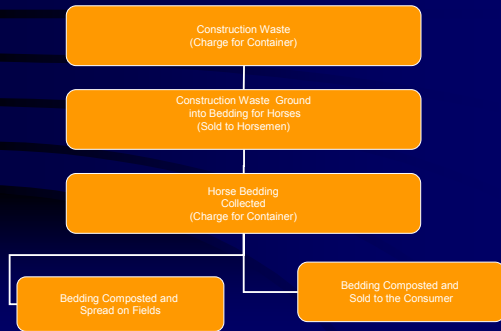 Construction Waste
(Charge for Container)
Construction Waste Ground
into Bedding for Horses
(Sold to Horsemen)
Horse Bedding
Collected
(Charge for Container)
Bedding Composted and
Spread on Fields
Bedding Composted and
Sold to the Consumer